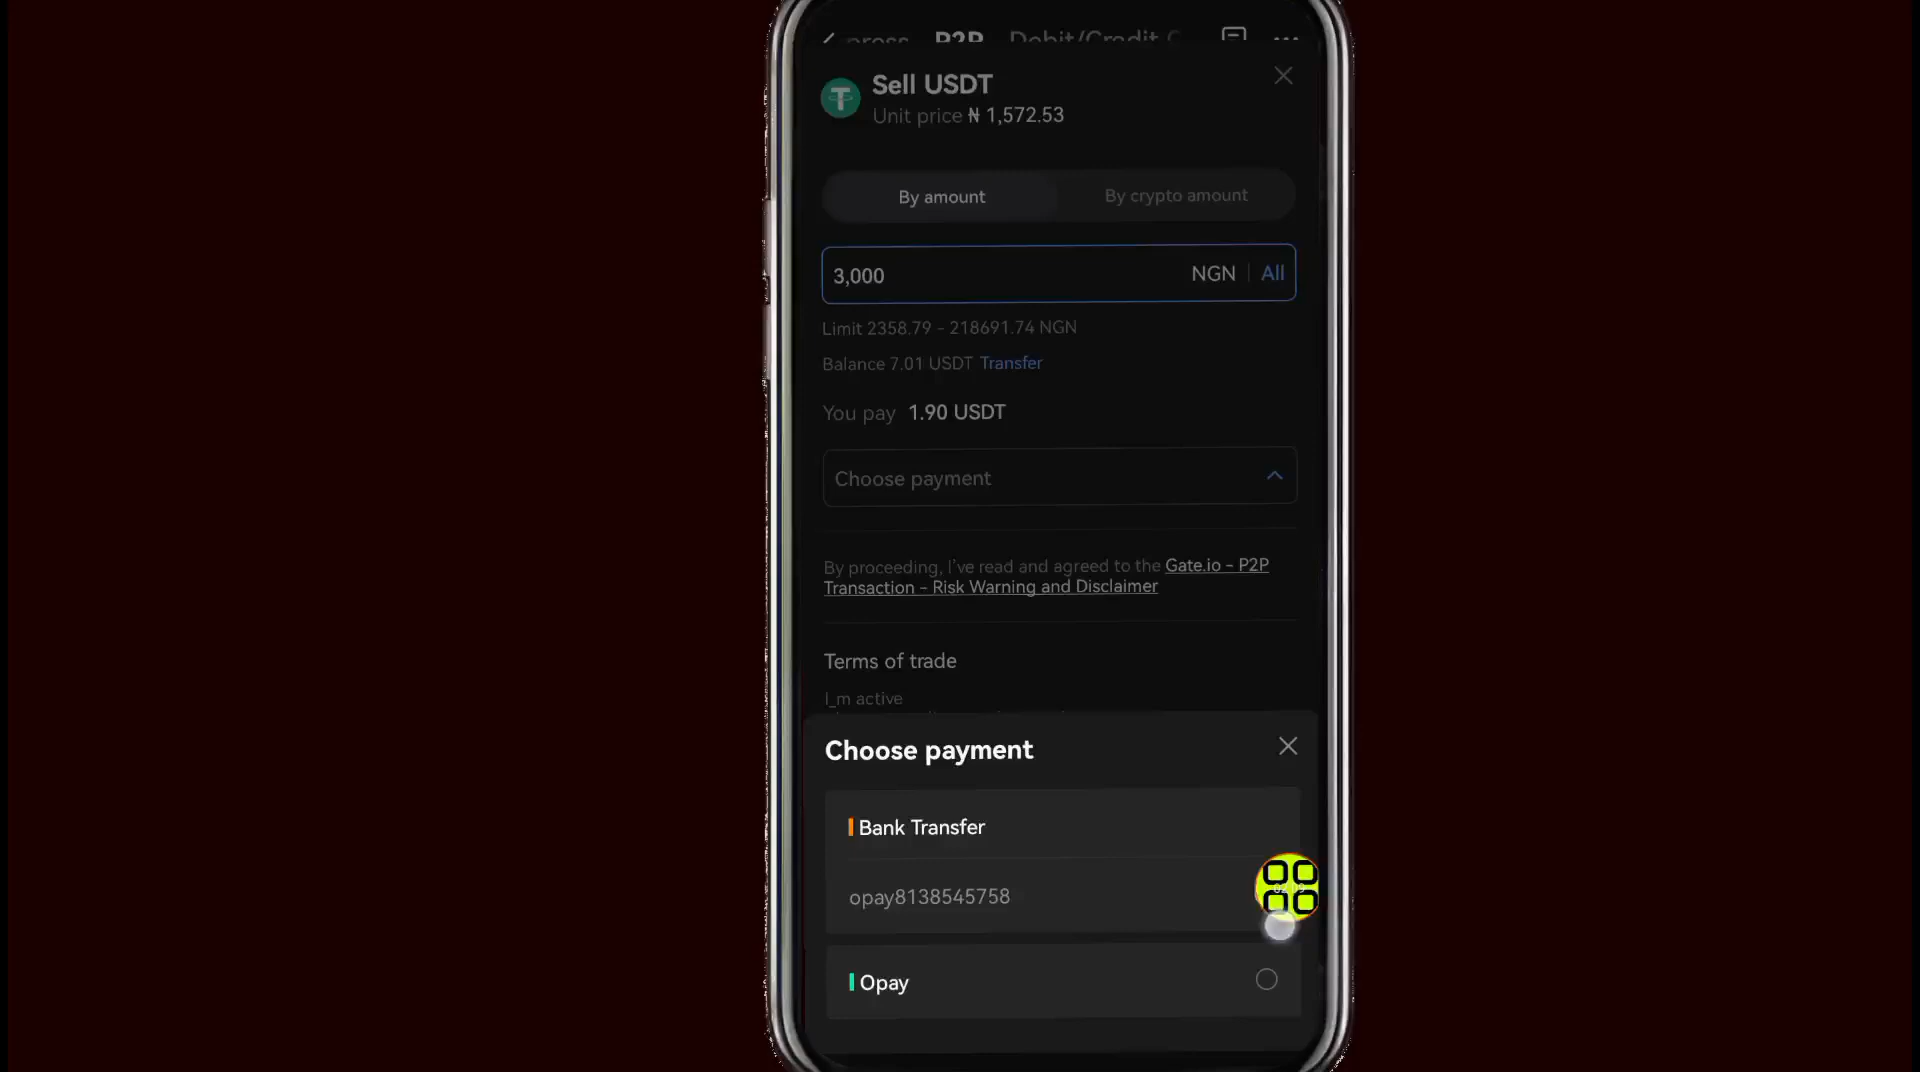 P2P Debit/Credit C
Sell USDT
Unit price ₦ 1,572.53
By amount
By crypto amount
3,000
NGN
All
Limit 2358.79 - 218691.74 NGN
Balance 7.01 USDT Transfer
You pay 1.90 USDT
Choose payment
By proceeding, I've read and agreed to the Gate.io - P2P
Transaction - Risk Warning and Disclaimer
Terms of trade
I_m active
Choose payment
Bank Transfer
opay8138545758
02:09
Opay